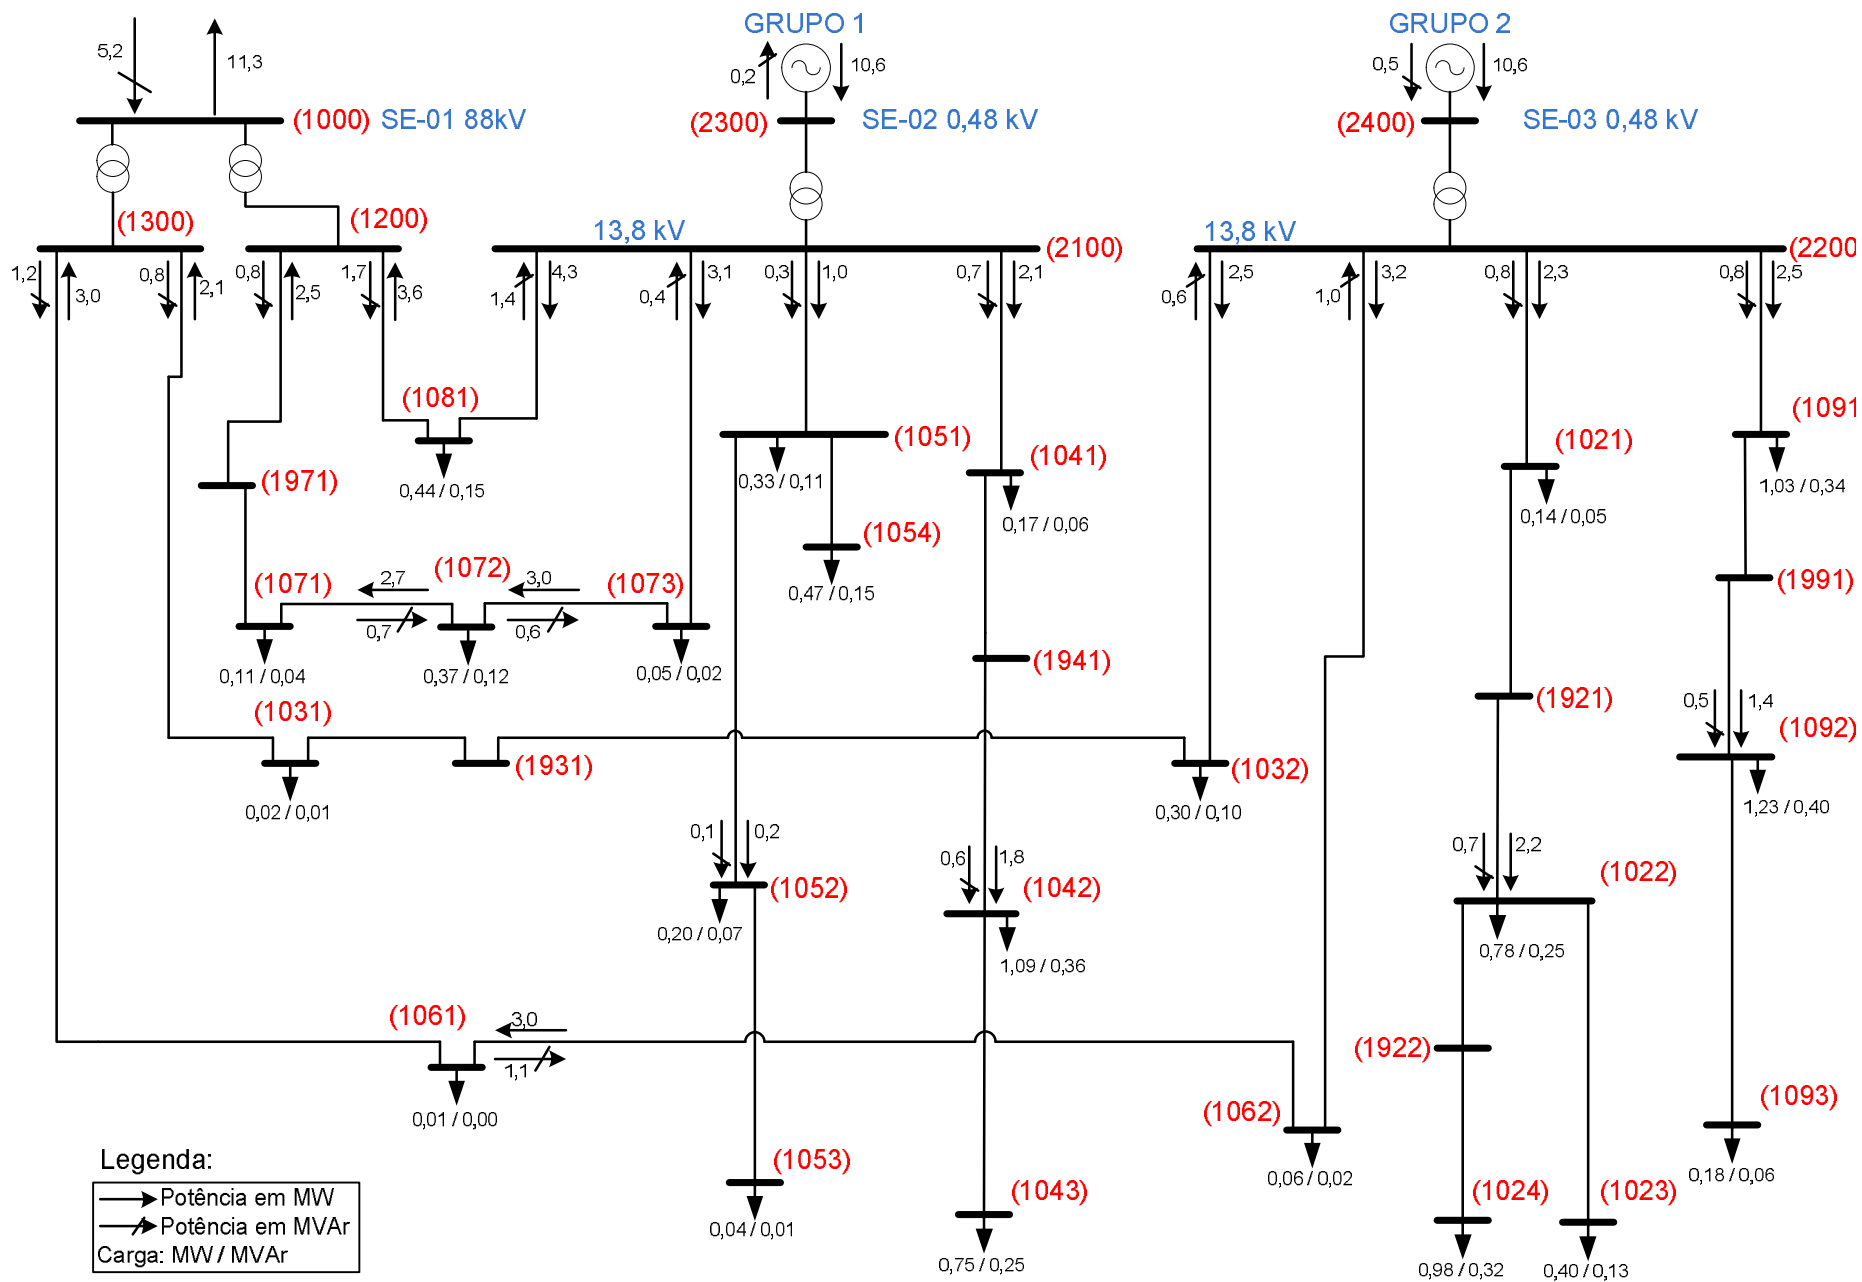 GRUPO 1
GRUPO 2
5,2
11,3
0,2
10,6
0,5
10,6
(1000) SE-01 88kV
(2300)
SE-02 0,48 kV
(2400)
SE-03 0,48 kV
(1300)
(1200)
13,8 kV
(2100)
13,8 kV
(2200)
1,2
3,0
0,8
2,1
0,8
2,5
1,7
3,6
1,4
4,3
0,4
3,1
0,3
1,0
0,7
2,1
0,6
2,5
1,0
3,2
0,8
2,3
0,8
2,5
(1081)
0,44 / 0,15
(1971)
(1051)
0,33 / 0,11
(1041)
0,17 / 0,06
(1021)
0,14 / 0,05
(1091
1,03 / 0,34
(1054)
0,47 / 0,15
(1991)
(1071)
2,7
(1072)
3,0
(1073)
0,7
0,6
0,11 / 0,04
0,37 / 0,12
0,05 / 0,02
(1941)
(1921)
(1031)
0,02 / 0,01
(1931)
(1032)
0,30 / 0,10
0,5
1,4
(1092)
1,23 / 0,40
0,1
0,2
(1052)
0,20 / 0,07
0,6
1,8
(1042)
1,09 / 0,36
0,7
2,2
(1022)
0,78 / 0,25
(1061)
3,0
1,1
0,01 / 0,00
(1922)
(1062)
0,06 / 0,02
(1093)
0,18 / 0,06
(1053)
0,04 / 0,01
(1043)
0,75 / 0,25
(1024)
0,98 / 0,32
(1023)
0,40 / 0,13
Legenda:
Potência em MW
Potência em MVAr
Carga: MW / MVAr